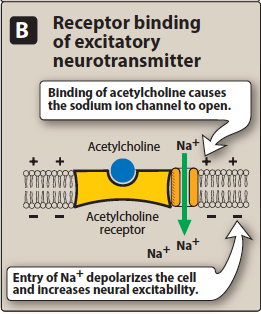 B
Receptor binding
of excitatory
neurotransmitter
Binding of acetylcholine causes
the sodium ion channel to open.
Acetylcholine
Na+
+ +
+ +
– –
– –
Acetylcholine
receptor
Na+
Na+
Entry of Na+ depolarizes the cell
and increases neural excitability.